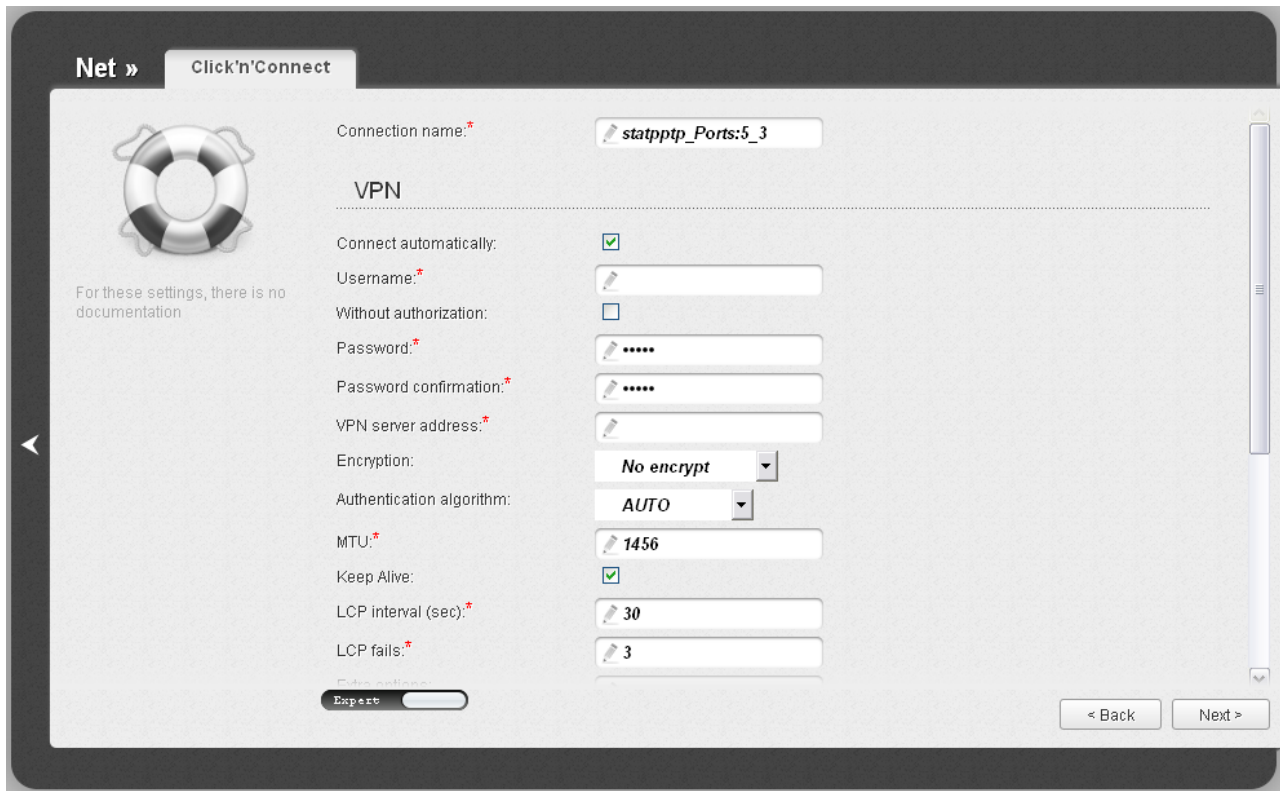 Net »
Click'n'Connect
For these settings, there is no
documentation
Connection name:* statpptp_Ports:5_3
VPN
Connect automatically:
Username:*
Without authorization:
Password:* •••••
Password confirmation:* •••••
VPN server address:*
Encryption: No encrypt
Authentication algorithm: AUTO
MTU:* 1456
Keep Alive:
LCP interval (sec):* 30
LCP fails:* 3
Extra options:
Expert
< Back
Next >